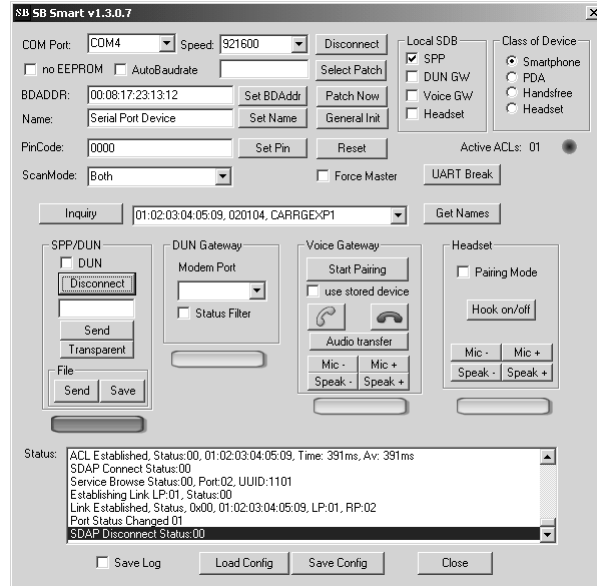 SB SB Smart v1.3.0.7
COM Port: COM4 Speed: 921600 Disconnect
no EEPROM AutoBaudrate Select Patch
BDADDR: 00:08:17:23:13:12 Set BDAddr Patch Now
Name: Serial Port Device Set Name General Init
PinCode: 0000 Set Pin Reset
ScanMode: Both Force Master UART Break
Local SDB
SPP
DUN GW
Voice GW
Headset
Class of Device
Smartphone
PDA
Handsfree
Headset
Active ACLs: 01
Inquiry 01:02:03:04:05:09, 020104, CARRGEXP1 Get Names
SPP/DUN
DUN
Disconnect
Send
Transparent
File
Send Save
DUN Gateway
Modem Port
Status Filter
Voice Gateway
Start Pairing
use stored device
Audio transfer
Mic - Mic +
Speak - Speak +
Headset
Pairing Mode
Hook on/off
Mic - Mic +
Speak - Speak +
Status:
ACL Established, Status:00, 01:02:03:04:05:09, Time: 391ms, Av: 391ms
SDAP Connect Status:00
Service Browse Status:00, Port:02, UUID:1101
Establishing Link LP:01, Status:00
Link Established, Status, 0x00, 01:02:03:04:05:09, LP:01, RP:02
Port Status Changed 01
SDAP Disconnect Status:00
Save Log Load Config Save Config Close